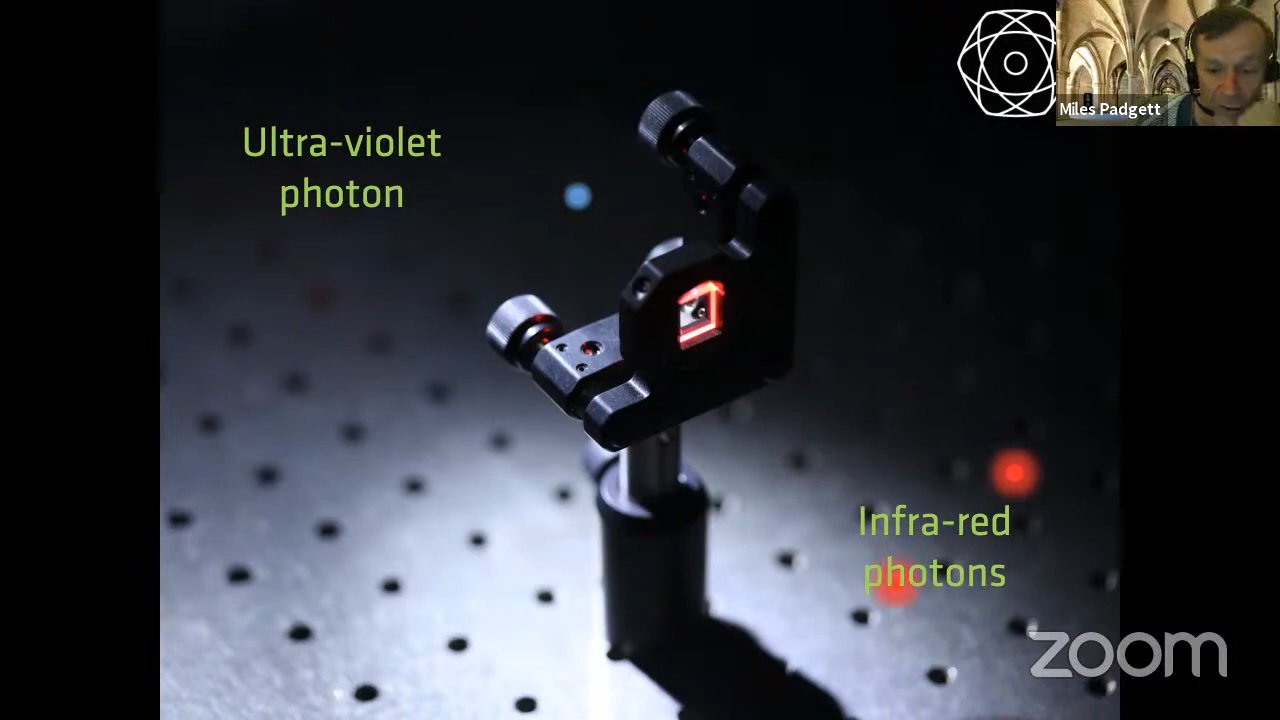 Miles Padgett
Ultra-violet
photon
Infra-red
photons
zoom